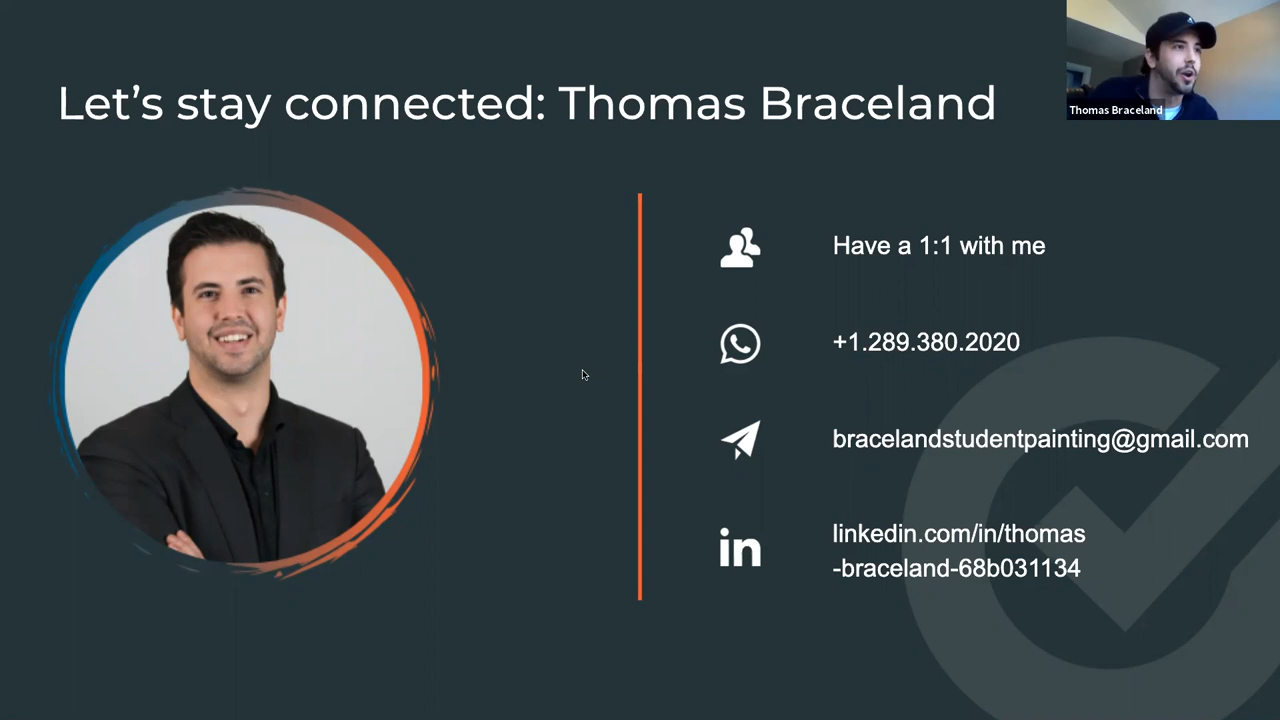 Let's stay connected: Thomas Braceland
Thomas Braceland
Have a 1:1 with me
+1.289.380.2020
bracelandstudentpainting@gmail.com
in
linkedin.com/in/thomas
-braceland-68b031134